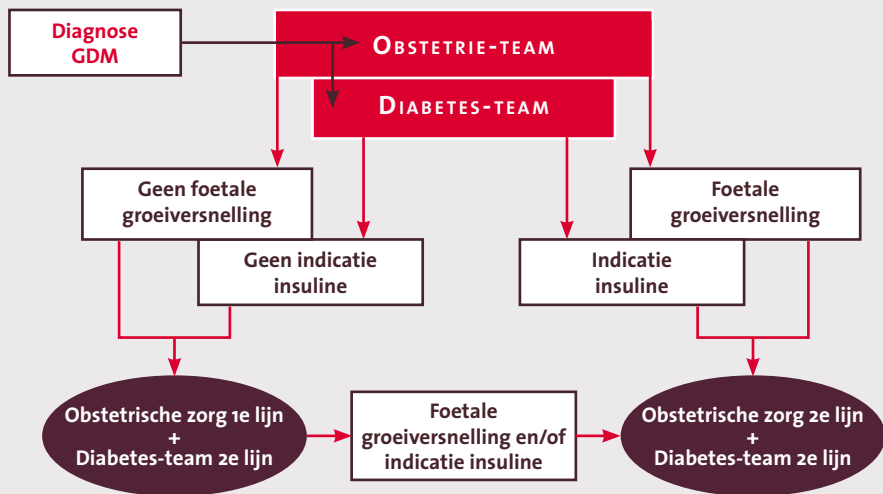 Diagnose
GDM
OBSTETRIE-TEAM
DIABETES-TEAM
Geen foetale
groeiversnelling
Foetale
groeiversnelling
Geen indicatie
insuline
Indicatie
insuline
Obstetrische zorg 1e lijn
+
Diabetes-team 2e lijn
Foetale
groeiversnelling en/of
indicatie insuline
Obstetrische zorg 2e lijn
+
Diabetes-team 2e lijn